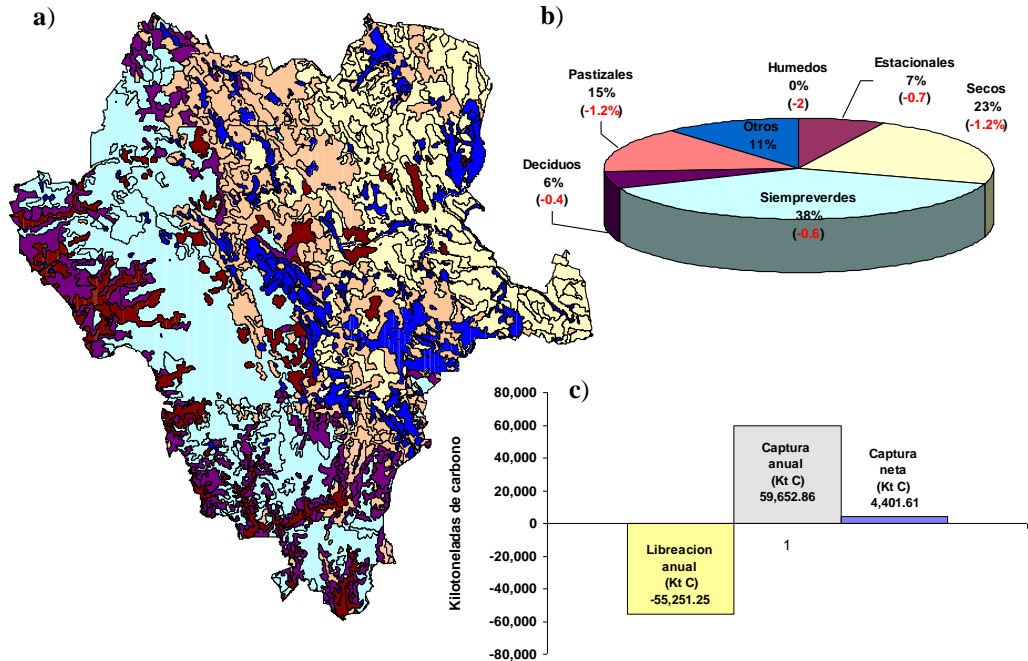 a)
b)
Pastizales
15%
(-1.2%)
Humedos
0%
(-2)
Estacionales
7%
(-0.7)
Secos
23%
(-1.2%)
Otros
11%
Deciduos
6%
(-0.4)
Siempreverdes
38%
(-0.6)
c)
Kilotoneladas de carbono
80,000
60,000
40,000
20,000
0
-20,000
-40,000
-60,000
-80,000
Captura
anual
(Kt C)
59,652.86
Captura
neta
(Kt C)
4,401.61
1
Libreacion
anual
(Kt C)
-55,251.25